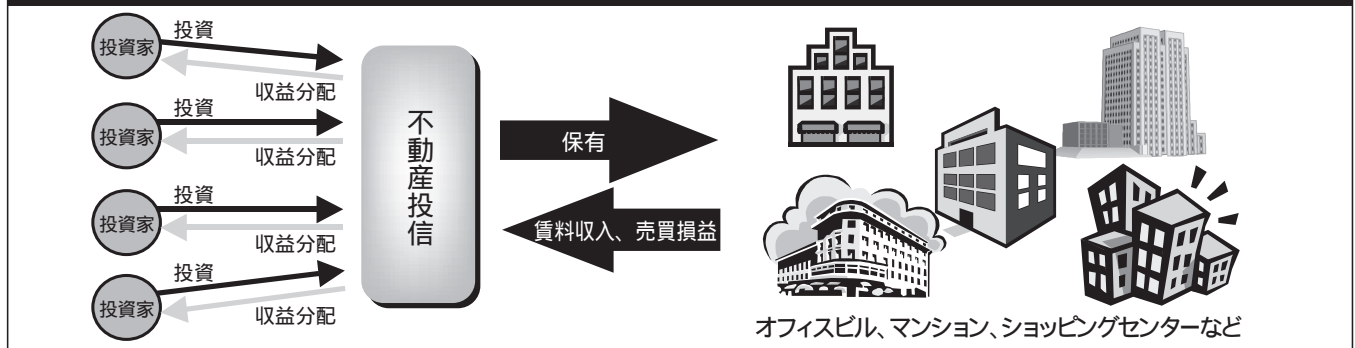 投資家
投資
収益分配
投資家
投資
収益分配
投資家
投資
収益分配
投資家
投資
収益分配
不動産投信
保有
賃料収入、売買損益
オフィスビル、マンション、ショッピングセンターなど